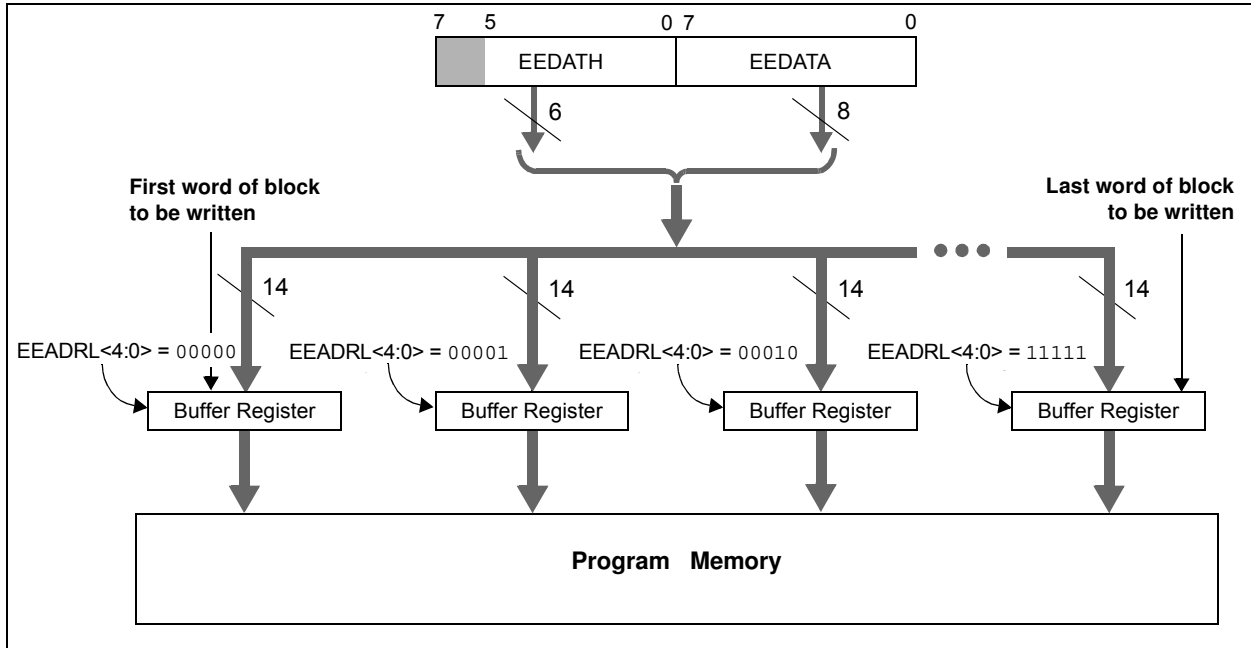 7 5 0 7 0
EEDATH EEDATA
6 8
First word of block
to be written
Last word of block
to be written
14 14 14 14
EEADRL<4:0> = 00000 EEADRL<4:0> = 00001 EEADRL<4:0> = 00010 EEADRL<4:0> = 11111
Buffer Register Buffer Register Buffer Register Buffer Register
Program Memory